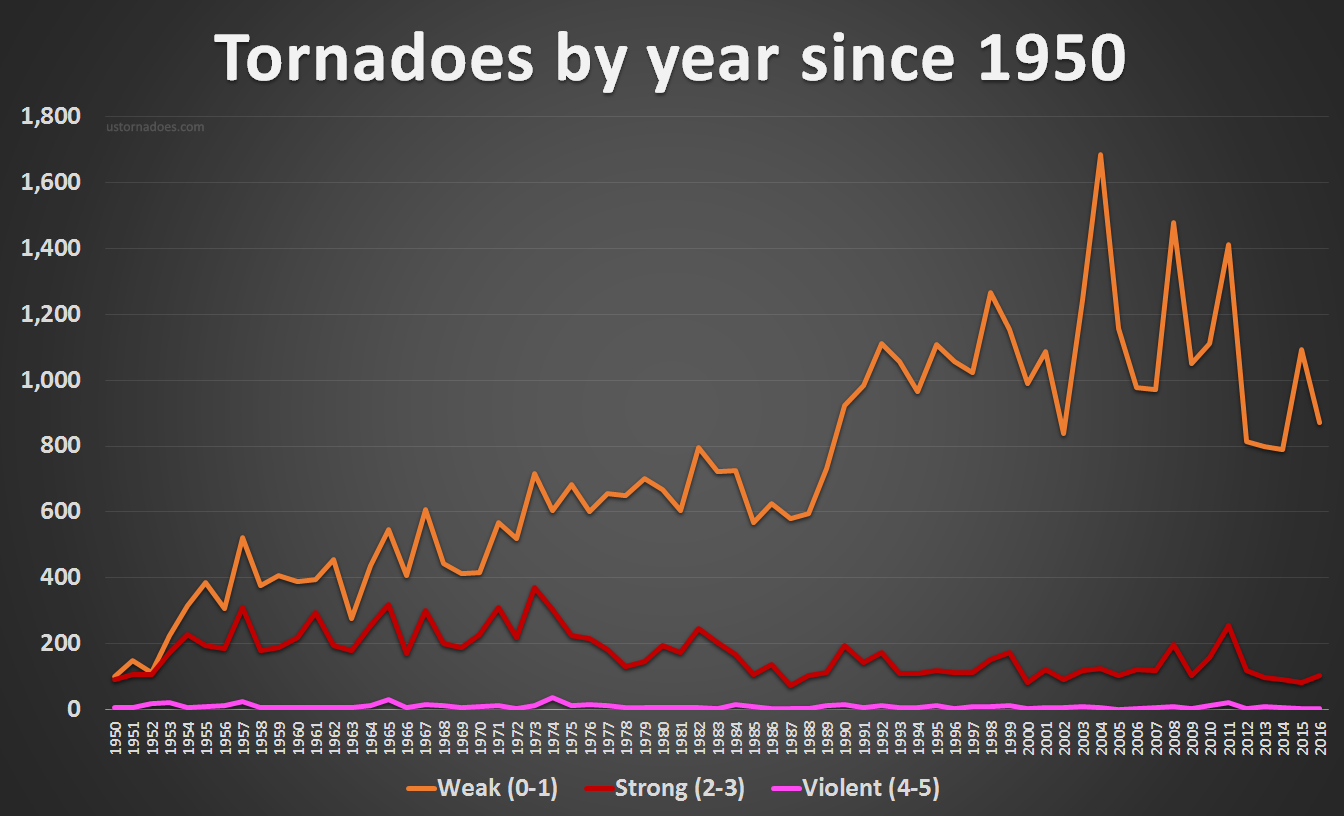 Tornadoes by year since 1950
1,800
ustornadoes.com
1,600
1,400
1,200
1,000
800
600
400
200
0
1950 1951 1952 1953 1954 1955 1956 1957 1958 1959 1960 1961 1962 1963 1964 1965 1966 1967 1968 1969 1970 1971 1972 1973 1974 1975 1976 1977 1978 1979 1980 1981 1982 1983 1984 1985 1986 1987 1988 1989 1990 1991 1992 1993 1994 1995 1996 1997 1998 1999 2000 2001 2002 2003 2004 2005 2006 2007 2008 2009 2010 2011 2012 2013 2014 2015 2016
Weak (0-1) Strong (2-3) Violent (4-5)